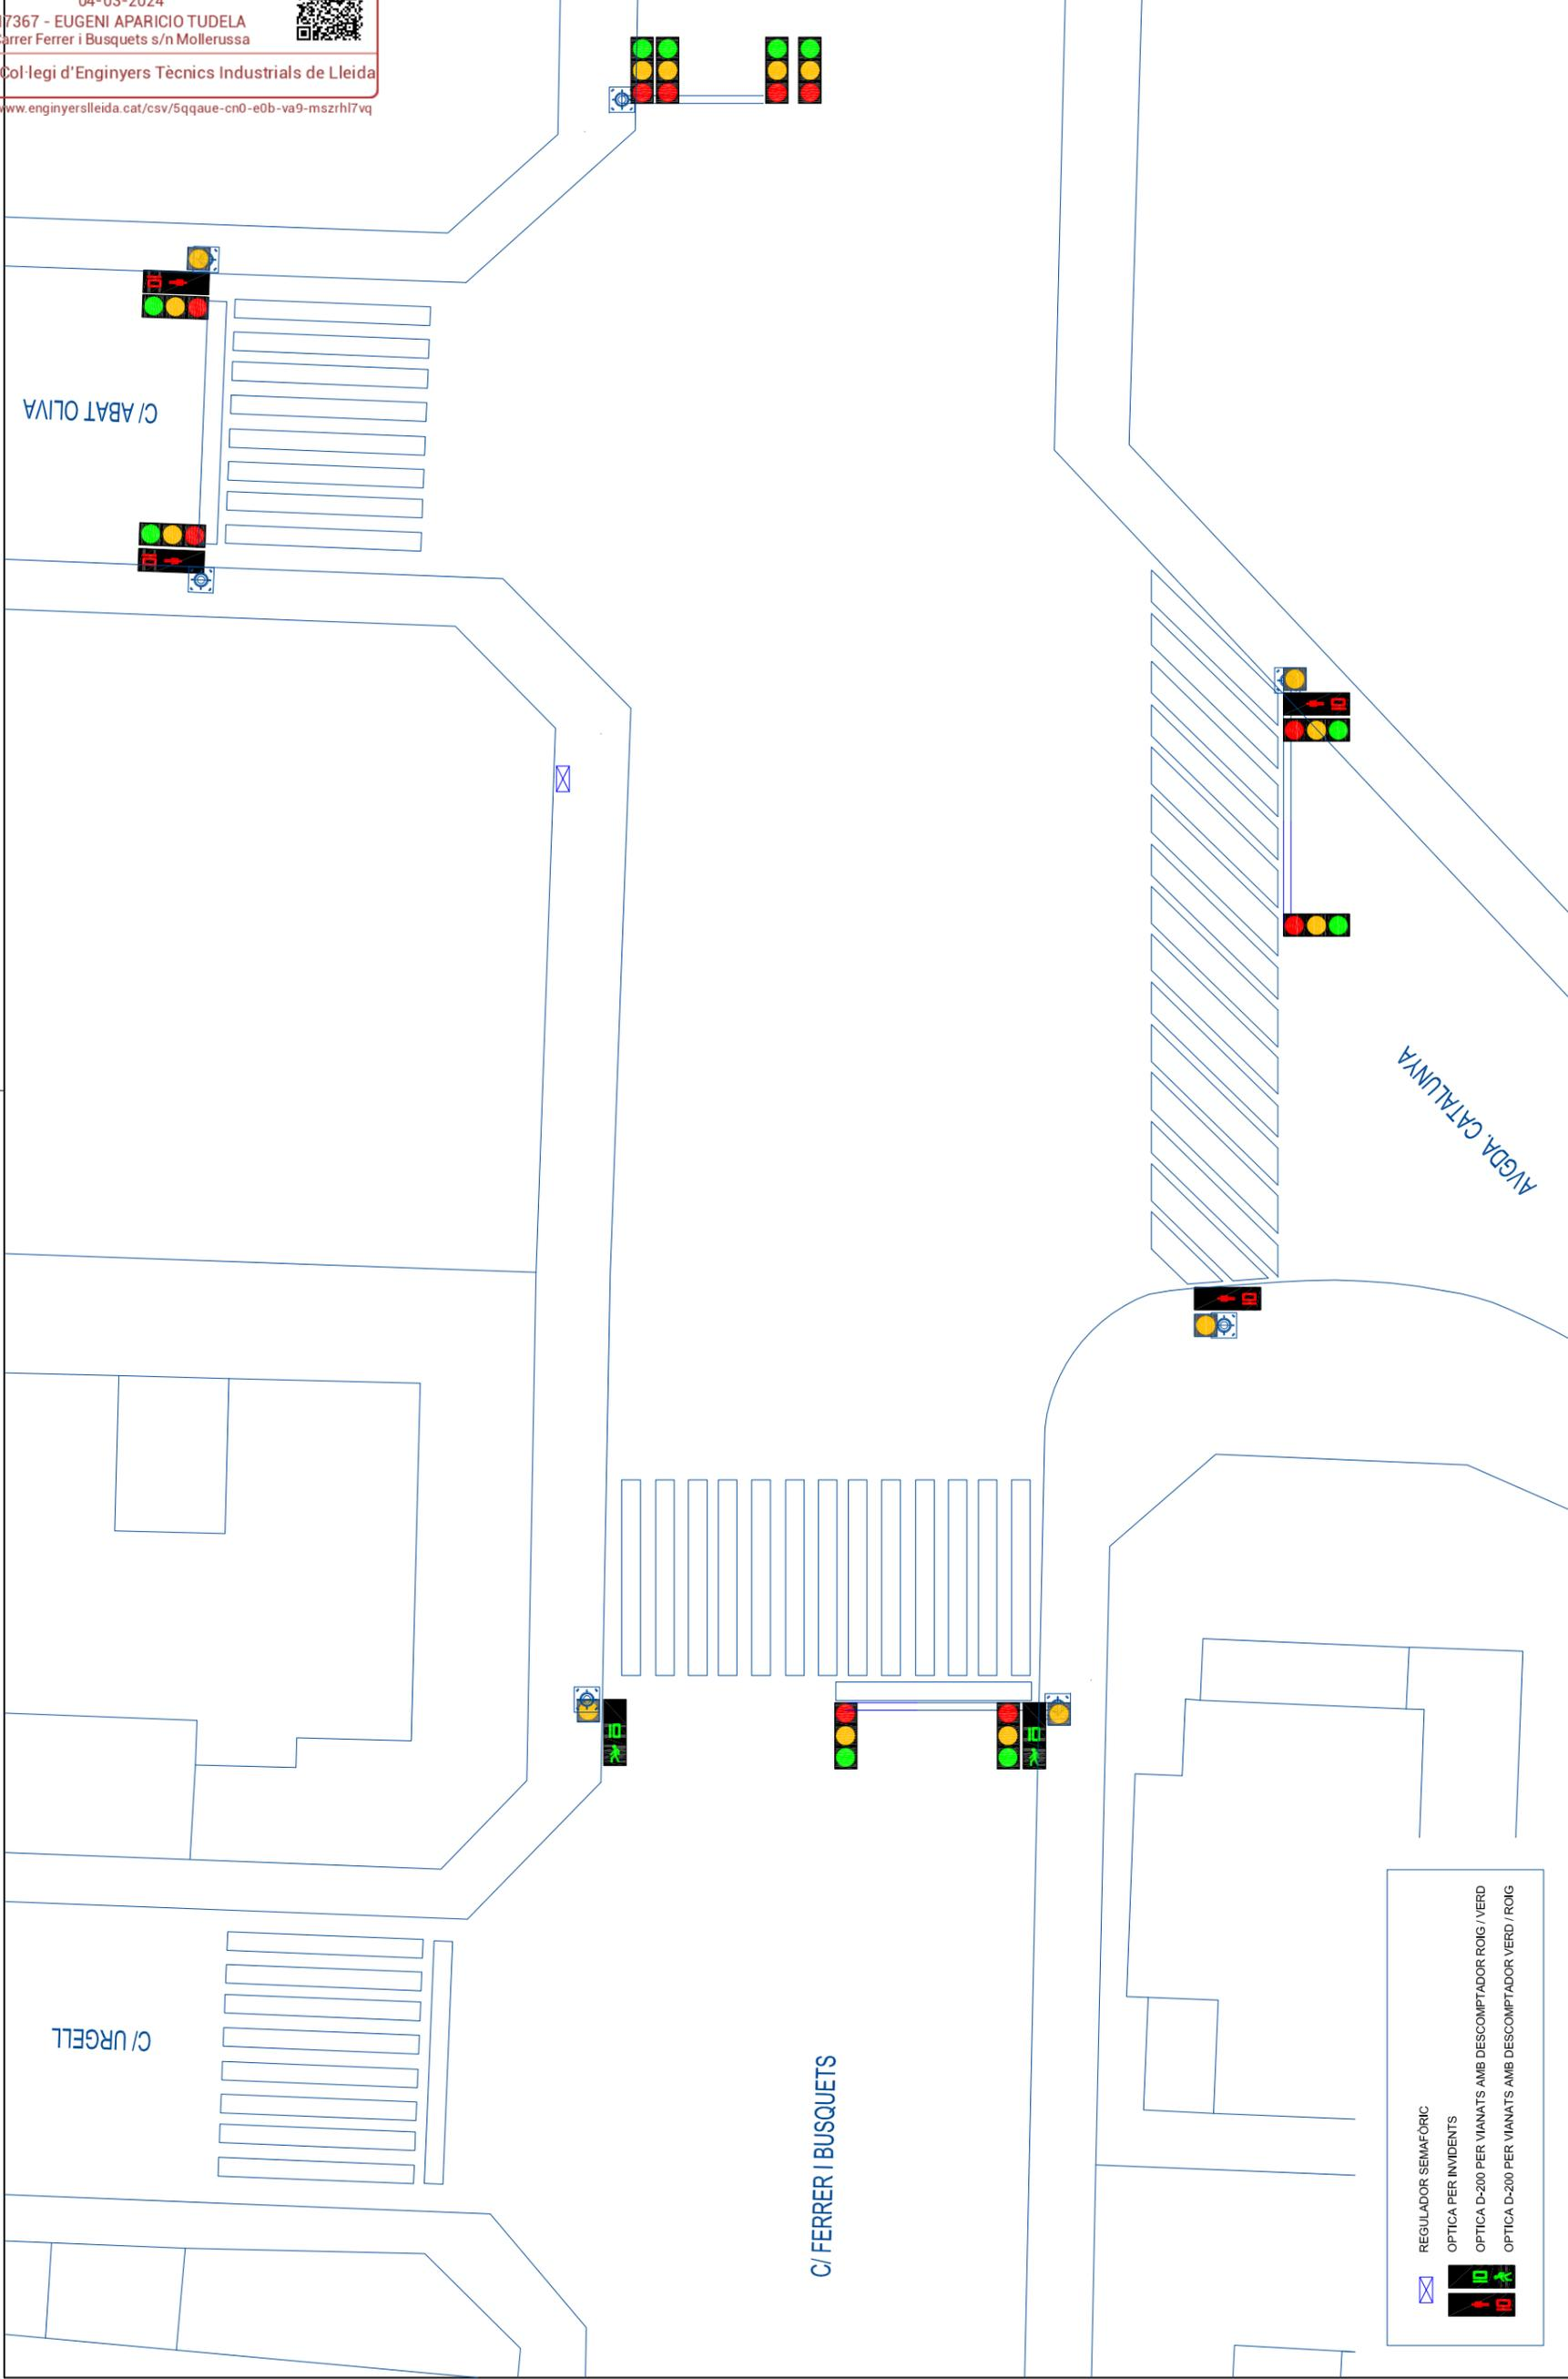 04-03-2024
17367 - EUGENI APARICIO TUDELA
Carrer Ferrer i Busquets s/n Mollerussa
Col·legi d'Enginyers Tècnics Industrials de Lleida
www.enginyerslleida.cat/csv/5qqaue-cn0-e0b-va9-mszrhl7vq
C/ ABAT OLIVA
AVGDA. CATALUNYA
C/ URGELL
C/ FERRER I BUSQUETS
REGULADOR SEMAFÒRIC
OPTICA PER INVIDENTS
OPTICA D-200 PER VIANATS AMB DESCOMPTADOR ROIG / VERD
OPTICA D-200 PER VIANATS AMB DESCOMPTADOR VERD / ROIG